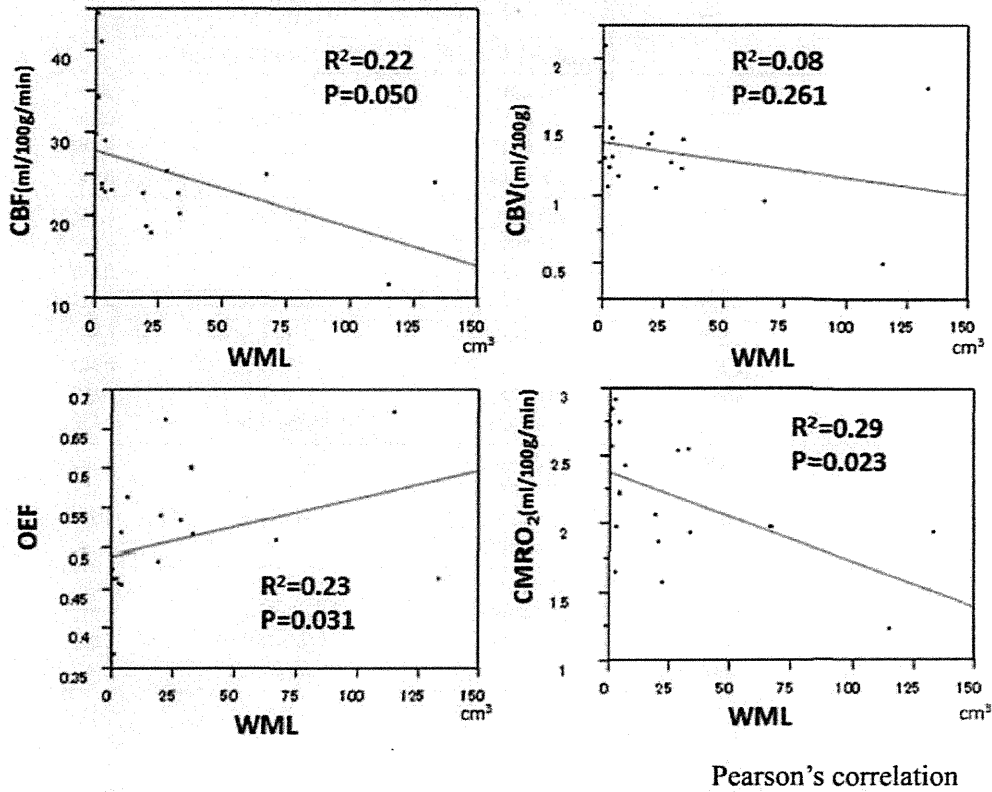 CBF(ml/100g/min)
40
30
20
10
R²=0.22
P=0.050
0 25 50 75 100 125 150
WML cm³
CBV(ml/100g)
2
1.5
1
0.5
R²=0.08
P=0.261
0 25 50 75 100 125 150
WML cm³
OEF
0.7
0.65
0.6
0.55
0.5
0.45
0.4
0.35
R²=0.23
P=0.031
0 25 50 75 100 125 150
WML cm³
CMRO₂(ml/100g/min)
3
2.5
2
1.5
1
R²=0.29
P=0.023
0 25 50 75 100 125 150
WML cm³
Pearson's correlation